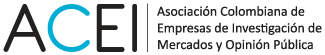 ACEI
Asociación Colombiana de
Empresas de Investigación de
Mercados y Opinión Pública